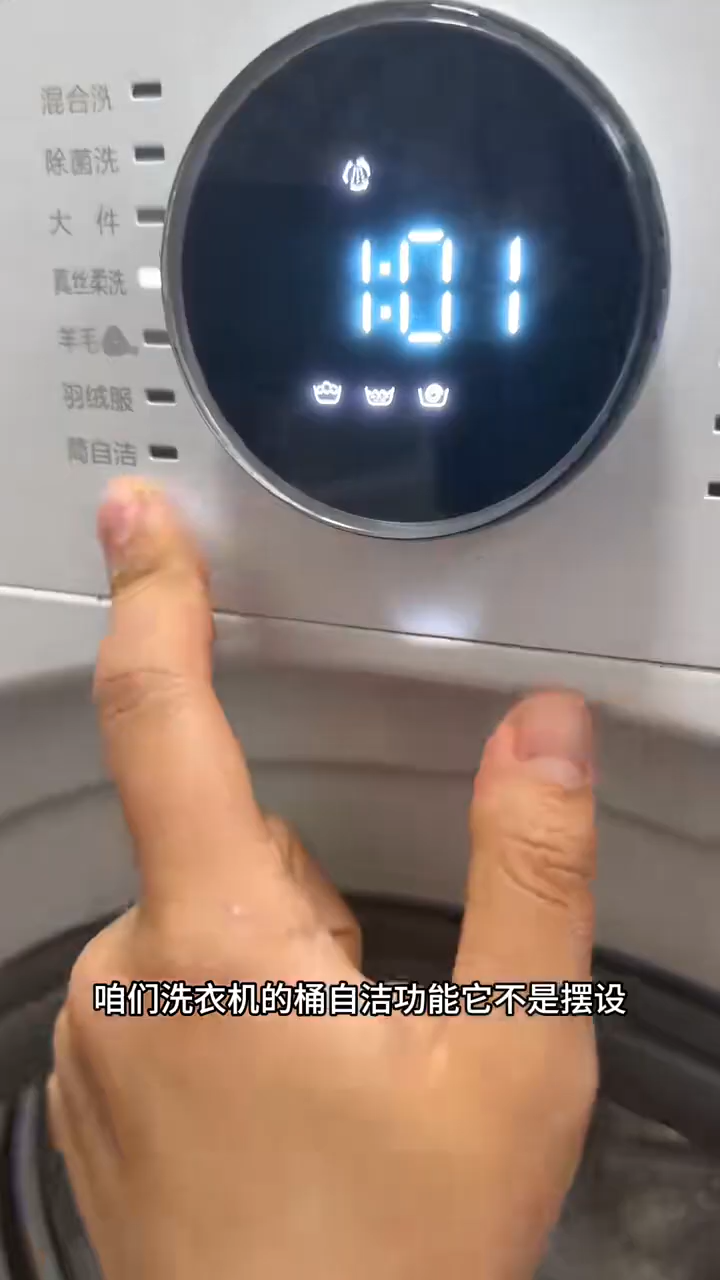 混合洗
除菌洗
大 件
真丝柔洗
羊毛
羽绒服
筒自洁
1:01
咱们洗衣机的桶自洁功能它不是摆设